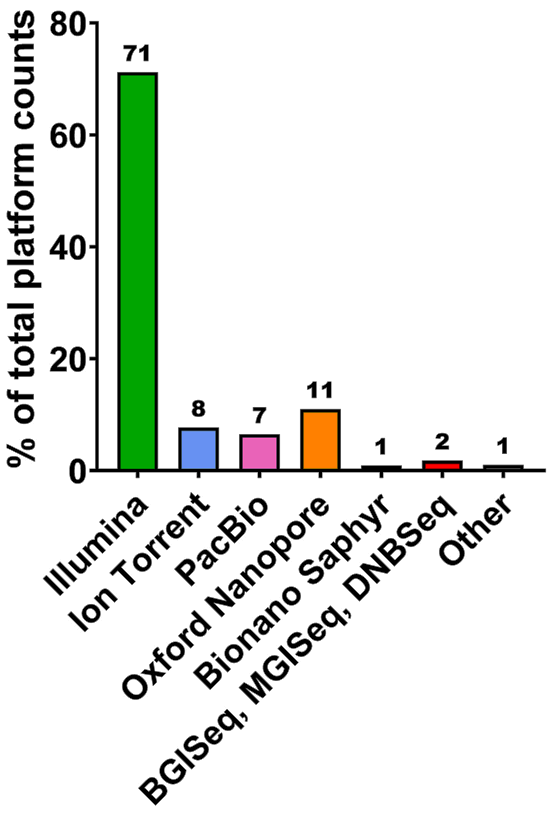 % of total platform counts
80
60
40
20
0
71
8
7
11
1
2
1
Illumina
Ion Torrent
PacBio
Oxford Nanopore
Bionano Saphyr
BGISeq, MGISeq, DNBSeq
Other